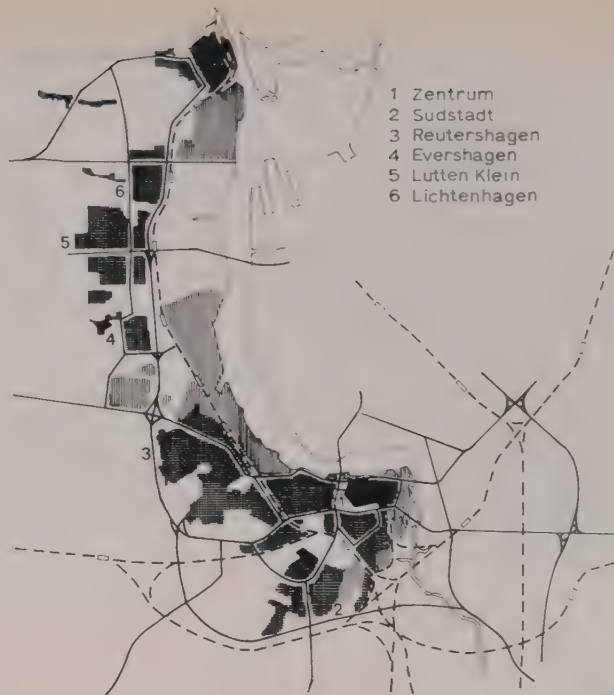 1 Zentrum
2 Sudstadt
3 Reutershagen
4 Evershagen
5 Lutten Klein
6 Lichtenhagen
6
5
4
3
2